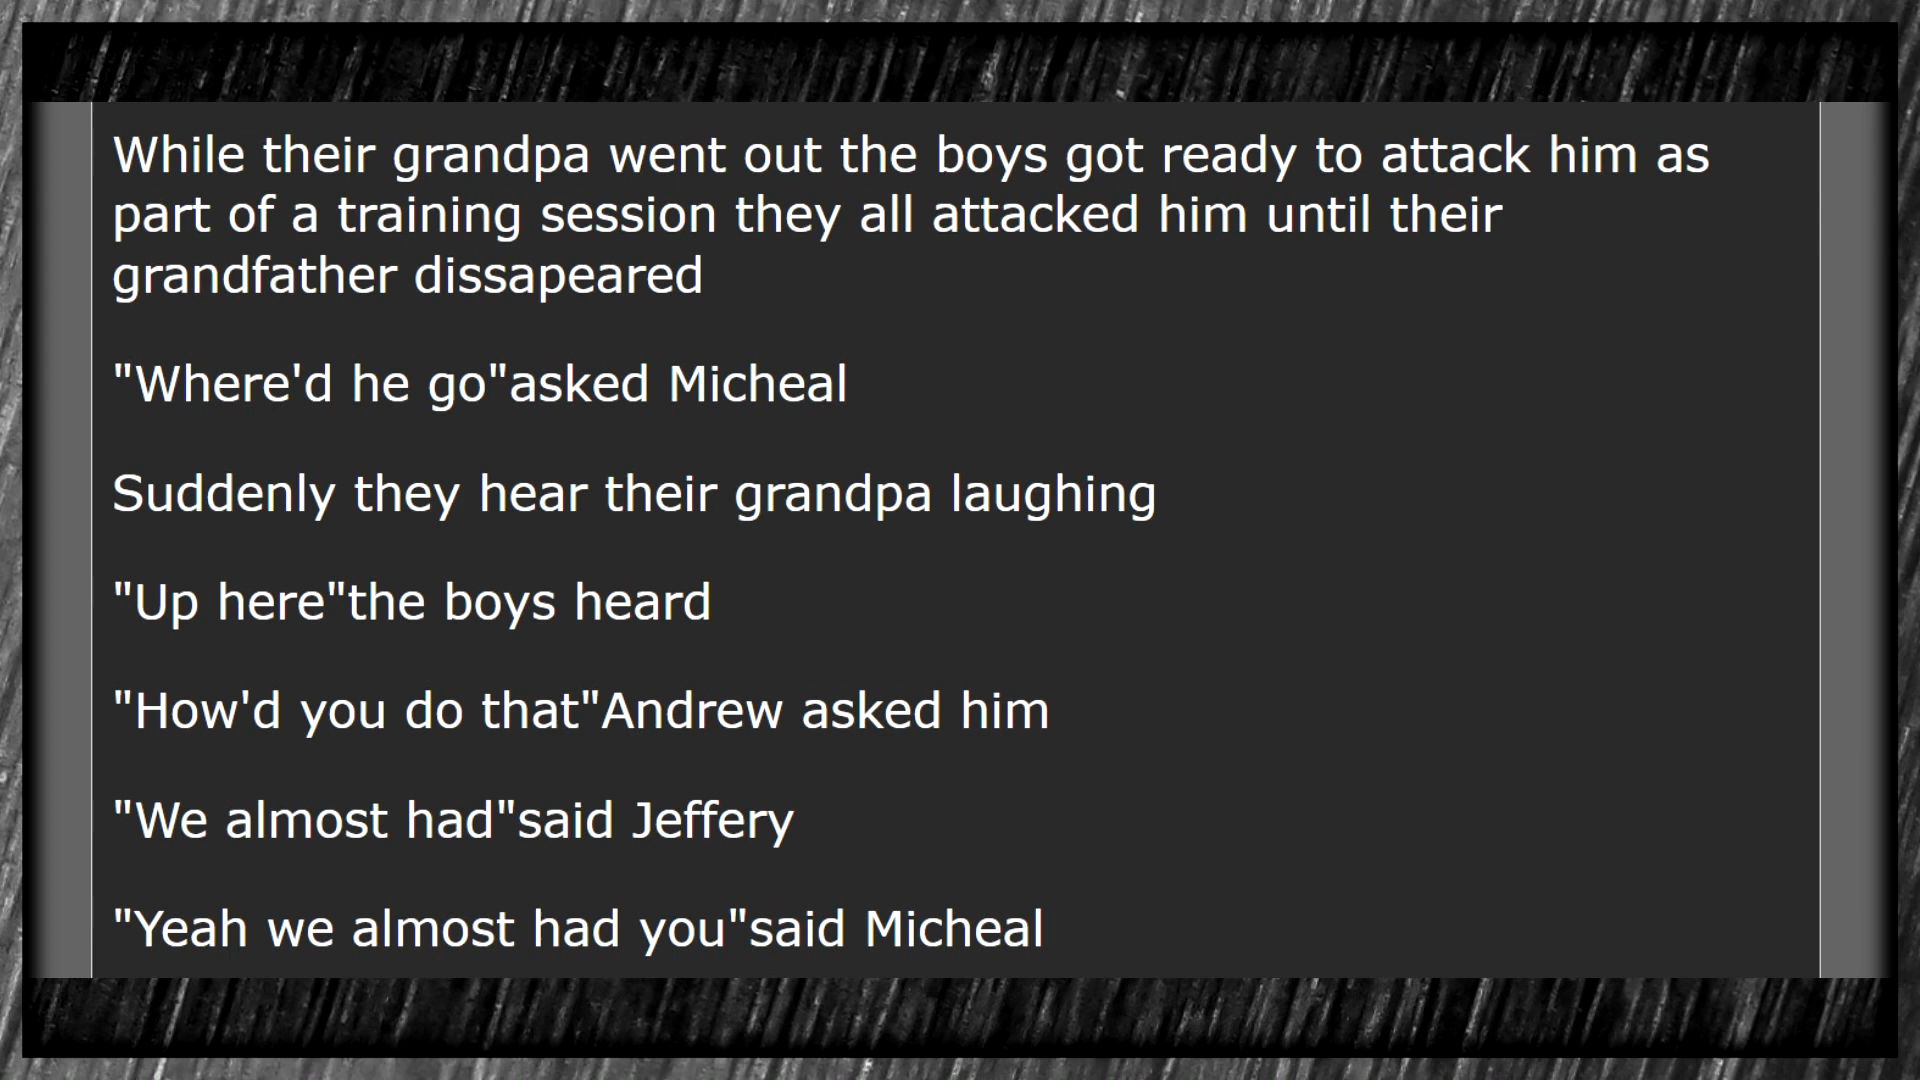 While their grandpa went out the boys got ready to attack him as
part of a training session they all attacked him until their
grandfather dissapeared
"Where'd he go"asked Micheal
Suddenly they hear their grandpa laughing
"Up here"the boys heard
"How'd you do that"Andrew asked him
"We almost had"said Jeffery
"Yeah we almost had you"said Micheal